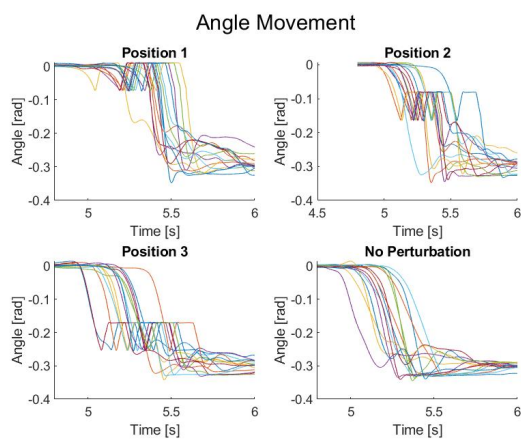 Angle Movement
Position 1
Angle [rad]
0
-0.1
-0.2
-0.3
-0.4
5
5.5
6
Time [s]
Position 2
Angle [rad]
0
-0.1
-0.2
-0.3
-0.4
4.5
5
5.5
6
Time [s]
Position 3
Angle [rad]
0
-0.1
-0.2
-0.3
-0.4
5
5.5
6
Time [s]
No Perturbation
Angle [rad]
0
-0.1
-0.2
-0.3
-0.4
5
5.5
6
Time [s]